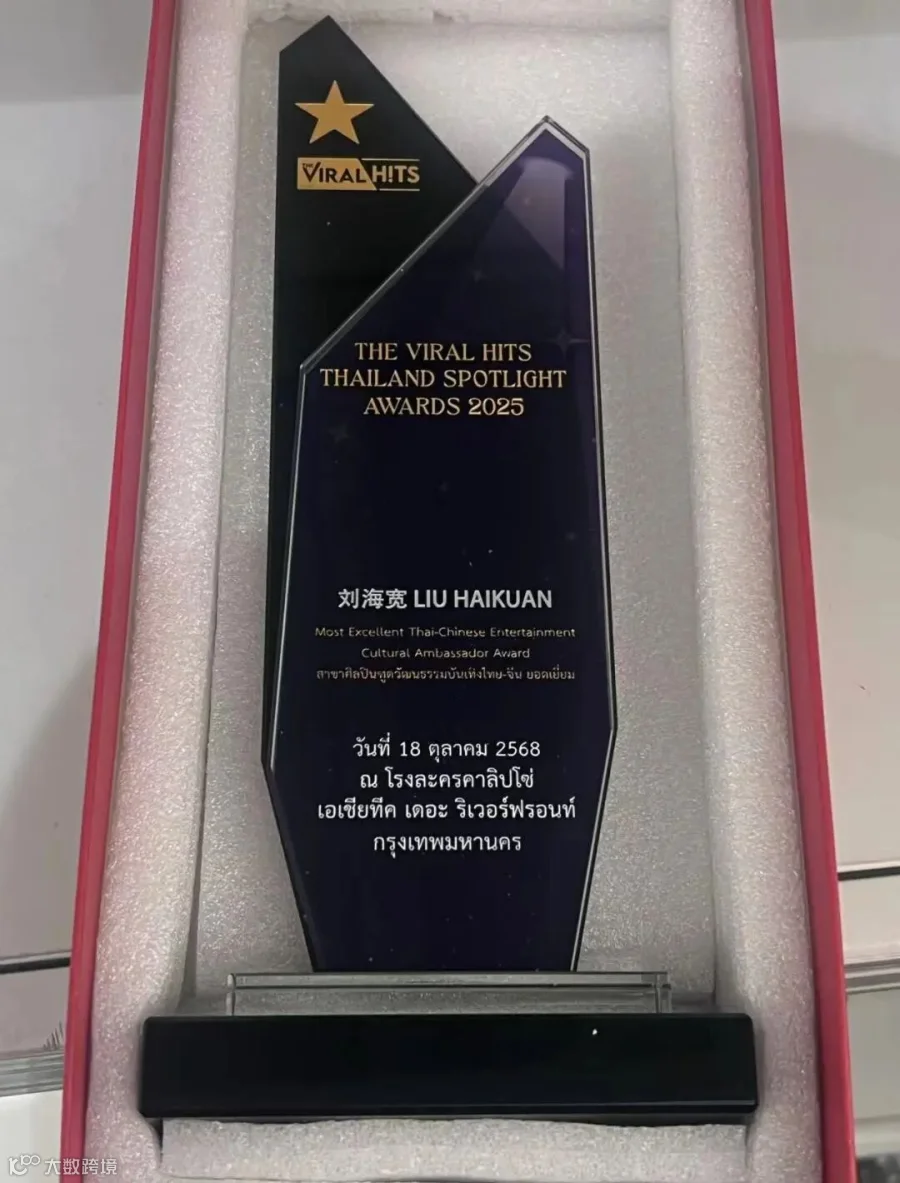 THE VIRAL HITS
THE VIRAL HITS
THAILAND SPOTLIGHT
AWARDS 2025
刘海宽 LIU HAIKUAN
Most Excellent Thai-Chinese Entertainment
Cultural Ambassador Award
สาขาศิลปินทูตวัฒนธรรมบันเทิงไทย-จีน ยอดเยี่ยม
วันที่ 18 ตุลาคม 2568
ณ โรงละครคาลิปโซ่
เอเชียทีค เดอะ ริเวอร์ฟรอนท์
กรุงเทพมหานคร
大数跨境